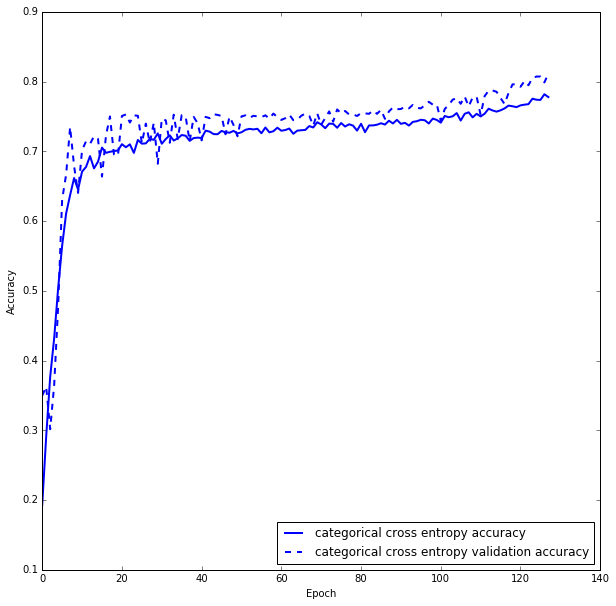 0.9
0.8
0.7
0.6
0.5
0.4
0.3
0.2
0.1
Accuracy
categorical cross entropy accuracy
categorical cross entropy validation accuracy
0 20 40 60 80 100 120 140
Epoch